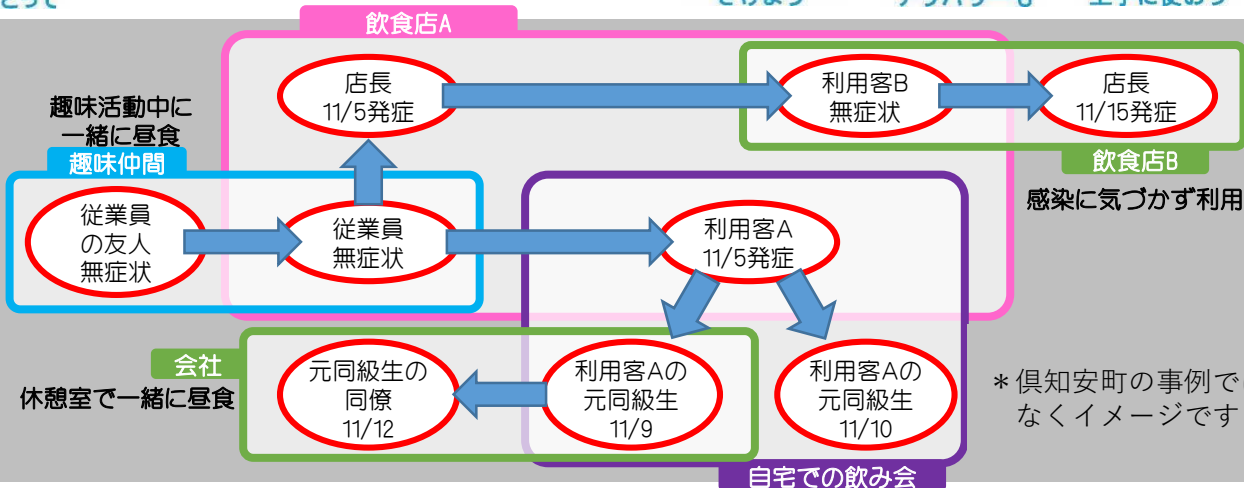 飲食店A
店長
11/5発症
利用客B
無症状
店長
11/15発症
趣味活動中に
一緒に昼食
趣味仲間
飲食店B
感染に気づかず利用
従業員
の友人
無症状
従業員
無症状
利用客A
11/5発症
会社
休憩室で一緒に昼食
元同級生の
同僚
11/12
利用客Aの
元同級生
11/9
利用客Aの
元同級生
11/10
＊倶知安町の事例で
なくイメージです
自宅での飲み会